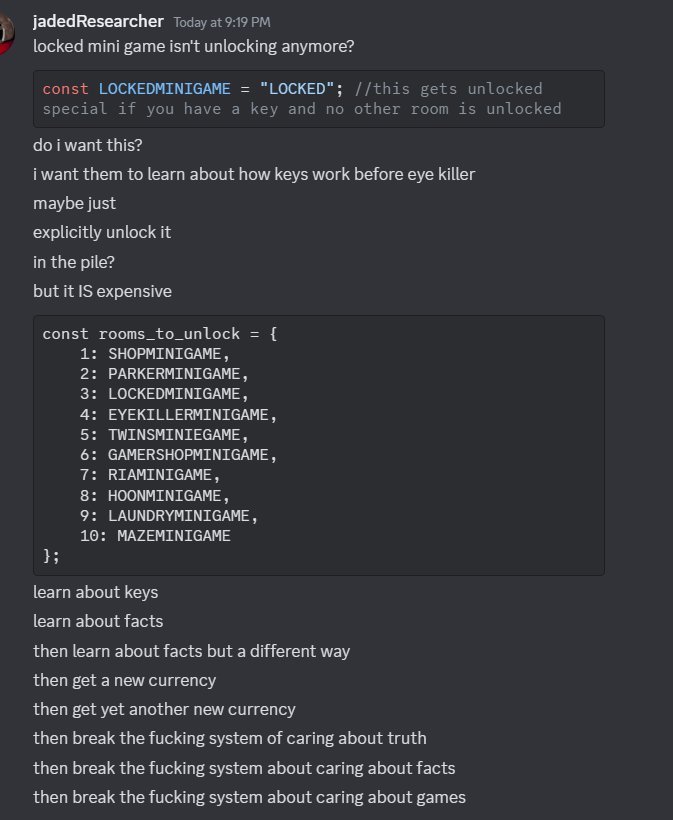 jadedResearcher Today at 9:19 PM
locked mini game isn't unlocking anymore?
const LOCKEDMINIGAME = "LOCKED"; //this gets unlocked
special if you have a key and no other room is unlocked
do i want this?
i want them to learn about how keys work before eye killer
maybe just
explicitly unlock it
in the pile?
but it IS expensive
const rooms_to_unlock = {
    1: SHOPMINIGAME,
    2: PARKERMINIGAME,
    3: LOCKEDMINIGAME,
    4: EYEKILLERMINIGAME,
    5: TWINSMINIEGAME,
    6: GAMERSHOPMINIGAME,
    7: RIAMINIGAME,
    8: HOONMINIGAME,
    9: LAUNDRYMINIGAME,
    10: MAZEMINIGAME
};
learn about keys
learn about facts
then learn about facts but a different way
then get a new currency
then get yet another new currency
then break the fucking system of caring about truth
then break the fucking system about caring about facts
then break the fucking system about caring about games